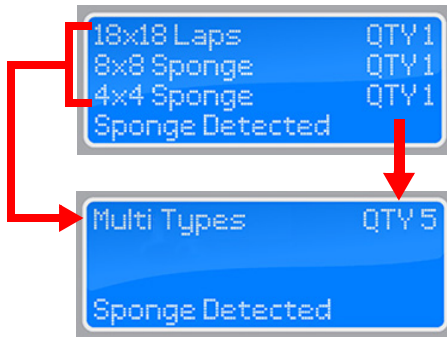 18x18 Laps QTY 1
8x8 Sponge QTY 1
4x4 Sponge QTY 1
Sponge Detected
Multi Types QTY 5
Sponge Detected